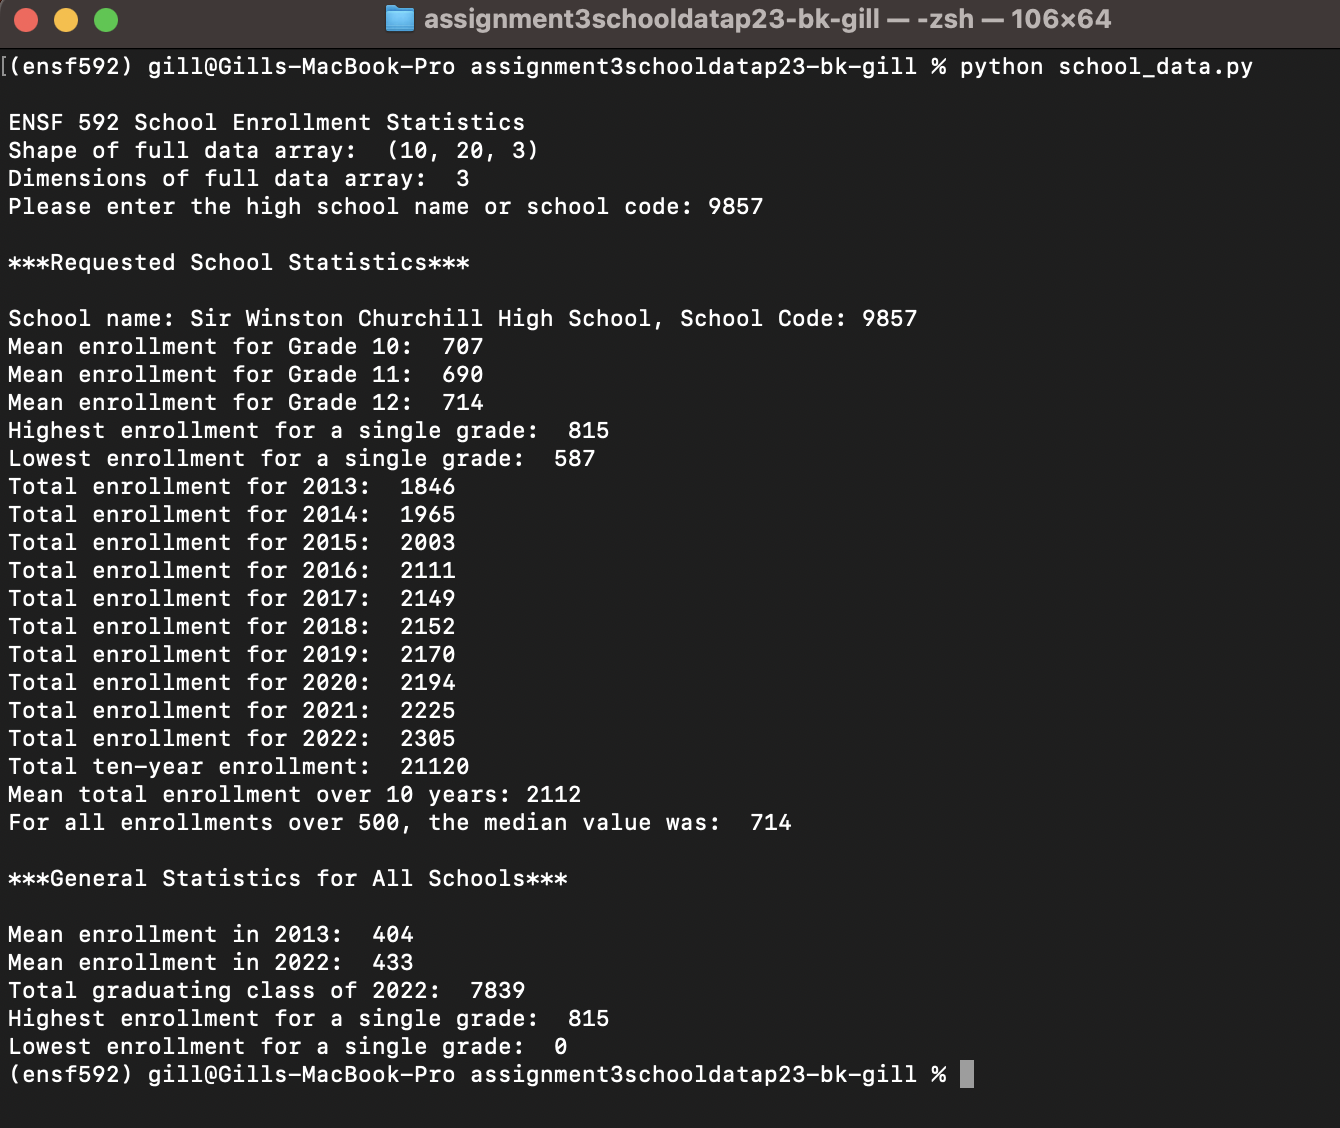 assignment3schooldatap23-bk-gill — -zsh — 106×64
[(ensf592) gill@Gills-MacBook-Pro assignment3schooldatap23-bk-gill % python school_data.py
ENSF 592 School Enrollment Statistics
Shape of full data array:  (10, 20, 3)
Dimensions of full data array:  3
Please enter the high school name or school code: 9857
***Requested School Statistics***
School name: Sir Winston Churchill High School, School Code: 9857
Mean enrollment for Grade 10:  707
Mean enrollment for Grade 11:  690
Mean enrollment for Grade 12:  714
Highest enrollment for a single grade:  815
Lowest enrollment for a single grade:  587
Total enrollment for 2013:  1846
Total enrollment for 2014:  1965
Total enrollment for 2015:  2003
Total enrollment for 2016:  2111
Total enrollment for 2017:  2149
Total enrollment for 2018:  2152
Total enrollment for 2019:  2170
Total enrollment for 2020:  2194
Total enrollment for 2021:  2225
Total enrollment for 2022:  2305
Total ten-year enrollment:  21120
Mean total enrollment over 10 years: 2112
For all enrollments over 500, the median value was:  714
***General Statistics for All Schools***
Mean enrollment in 2013:  404
Mean enrollment in 2022:  433
Total graduating class of 2022:  7839
Highest enrollment for a single grade:  815
Lowest enrollment for a single grade:  0
(ensf592) gill@Gills-MacBook-Pro assignment3schooldatap23-bk-gill %